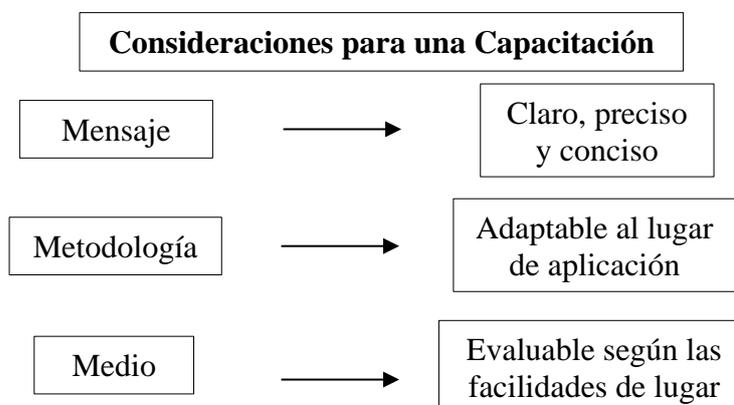 Consideraciones para una Capacitación
Mensaje
Claro, preciso
y conciso
Metodología
Adaptable al lugar
de aplicación
Medio
Evaluable según las
facilidades de lugar